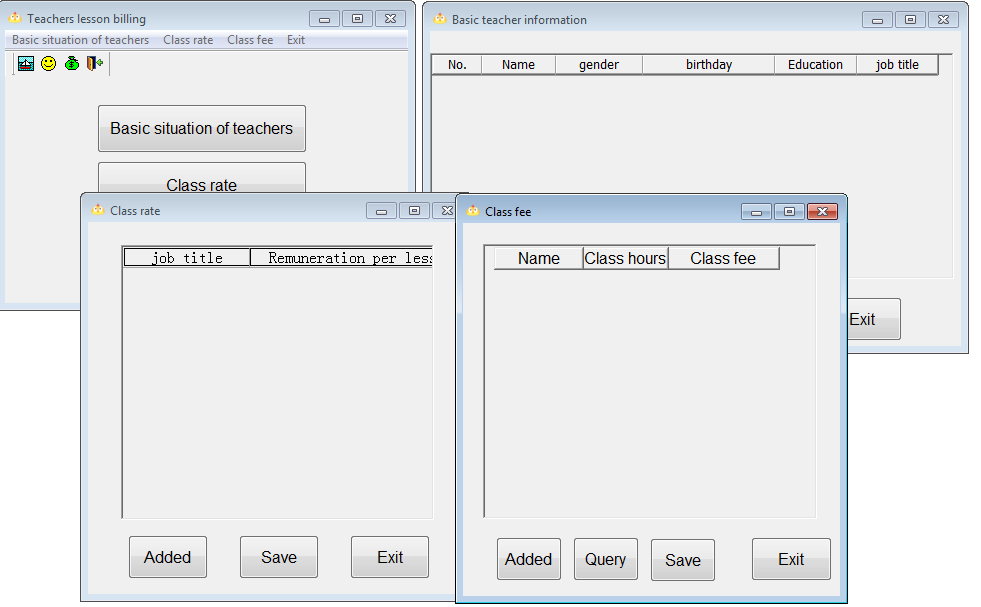 Teachers lesson billing
Basic situation of teachers Class rate Class fee Exit
Basic situation of teachers
Class rate
Basic teacher information
No. Name gender birthday Education job title
Exit
Class rate
job title Remuneration per less
Added Save Exit
Class fee
Name Class hours Class fee
Added Query Save Exit